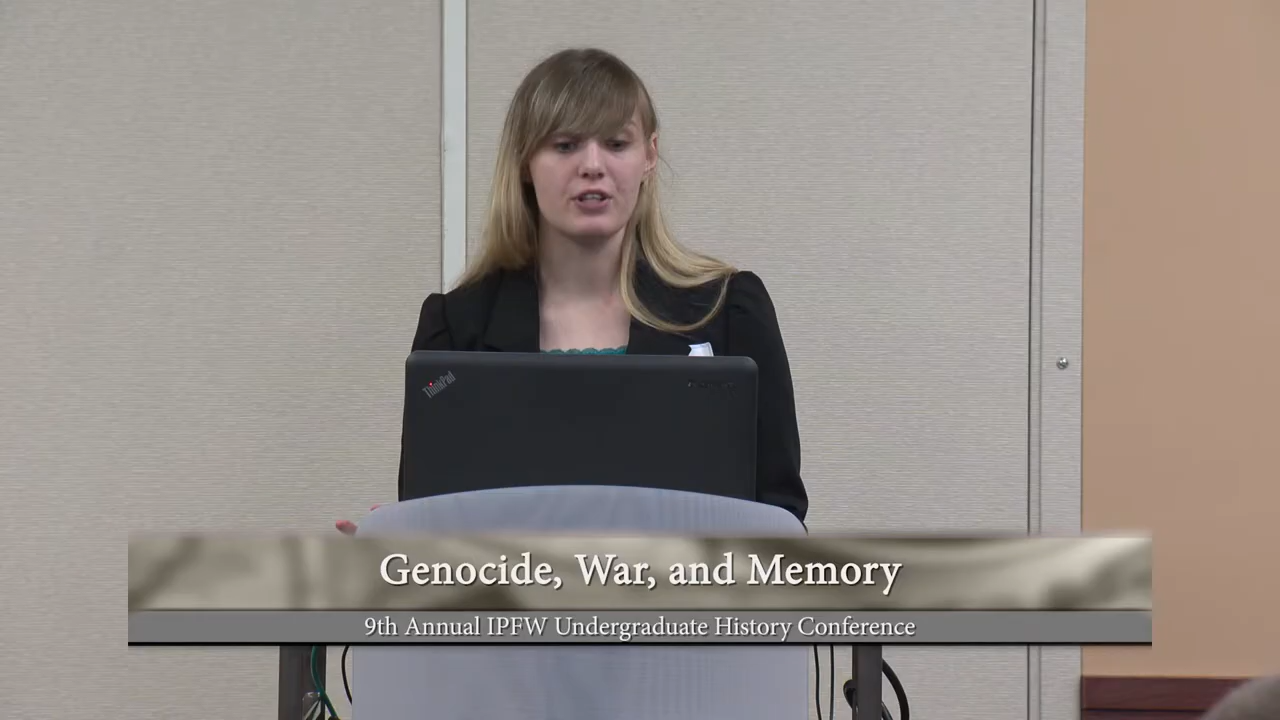 ThinkPad
Genocide, War, and Memory
9th Annual IPFW Undergraduate History Conference